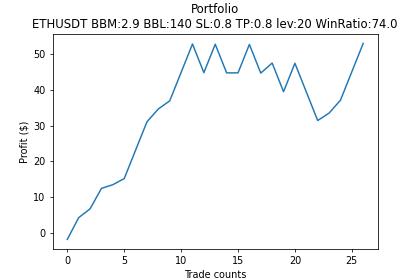 Portfolio
ETHUSDT BBM:2.9 BBL:140 SL:0.8 TP:0.8 lev:20 WinRatio:74.0
50
40
30
20
10
0
Profit ($)
0 5 10 15 20 25
Trade counts